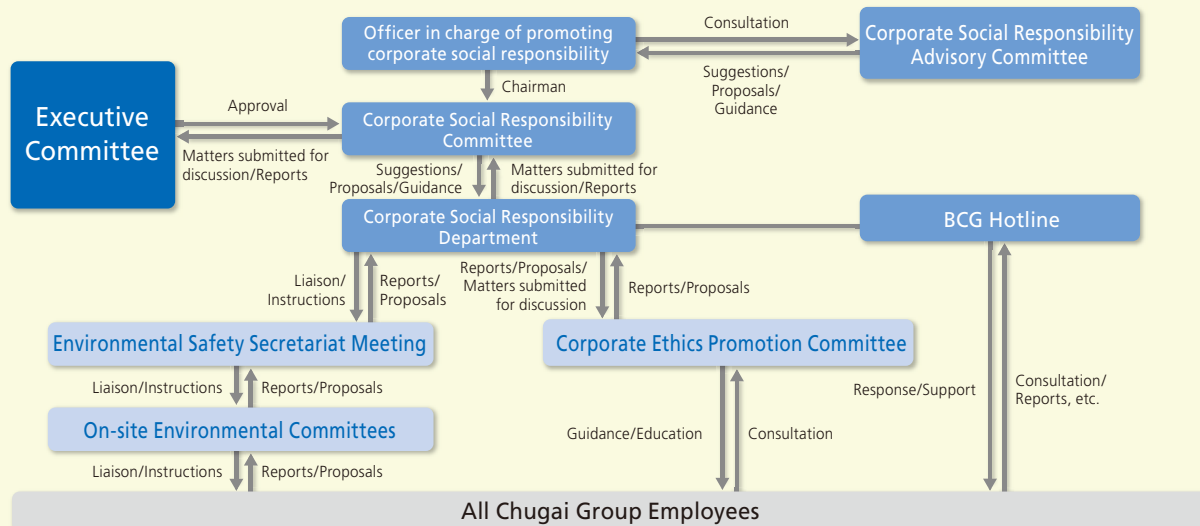 Officer in charge of promoting
corporate social responsibility
Consultation
Suggestions/
Proposals/
Guidance
Corporate Social Responsibility
Advisory Committee
Chairman
Executive
Committee
Approval
Matters submitted for
discussion/Reports
Corporate Social Responsibility
Committee
Suggestions/
Proposals/Guidance
Matters submitted for
discussion/Reports
Corporate Social Responsibility
Department
BCG Hotline
Liaison/
Instructions
Reports/
Proposals
Reports/Proposals/
Matters submitted
for discussion
Reports/Proposals
Environmental Safety Secretariat Meeting
Corporate Ethics Promotion Committee
Liaison/Instructions
Reports/Proposals
Response/Support
Consultation/
Reports, etc.
On-site Environmental Committees
Guidance/Education
Consultation
Liaison/Instructions
Reports/Proposals
All Chugai Group Employees